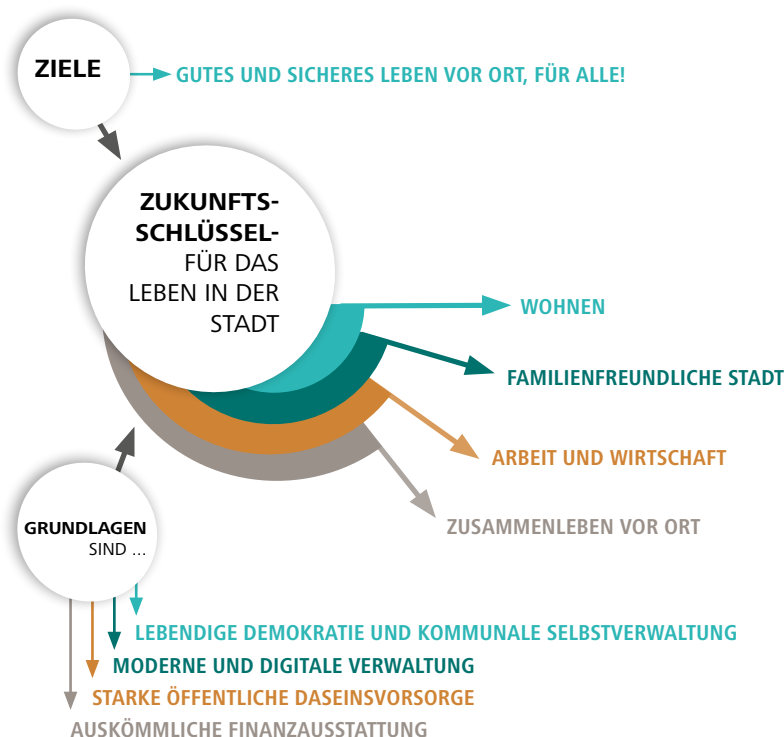 ZIELE
GUTES UND SICHERES LEBEN VOR ORT, FÜR ALLE!
ZUKUNFTS-
SCHLÜSSEL-
FÜR DAS
LEBEN IN DER
STADT
WOHNEN
FAMILIENFREUNDLICHE STADT
ARBEIT UND WIRTSCHAFT
ZUSAMMENLEBEN VOR ORT
GRUNDLAGEN
SIND ...
LEBENDIGE DEMOKRATIE UND KOMMUNALE SELBSTVERWALTUNG
MODERNE UND DIGITALE VERWALTUNG
STARKE ÖFFENTLICHE DASEINSVORSORGE
AUSKÖMMLICHE FINANZAUSSTATTUNG